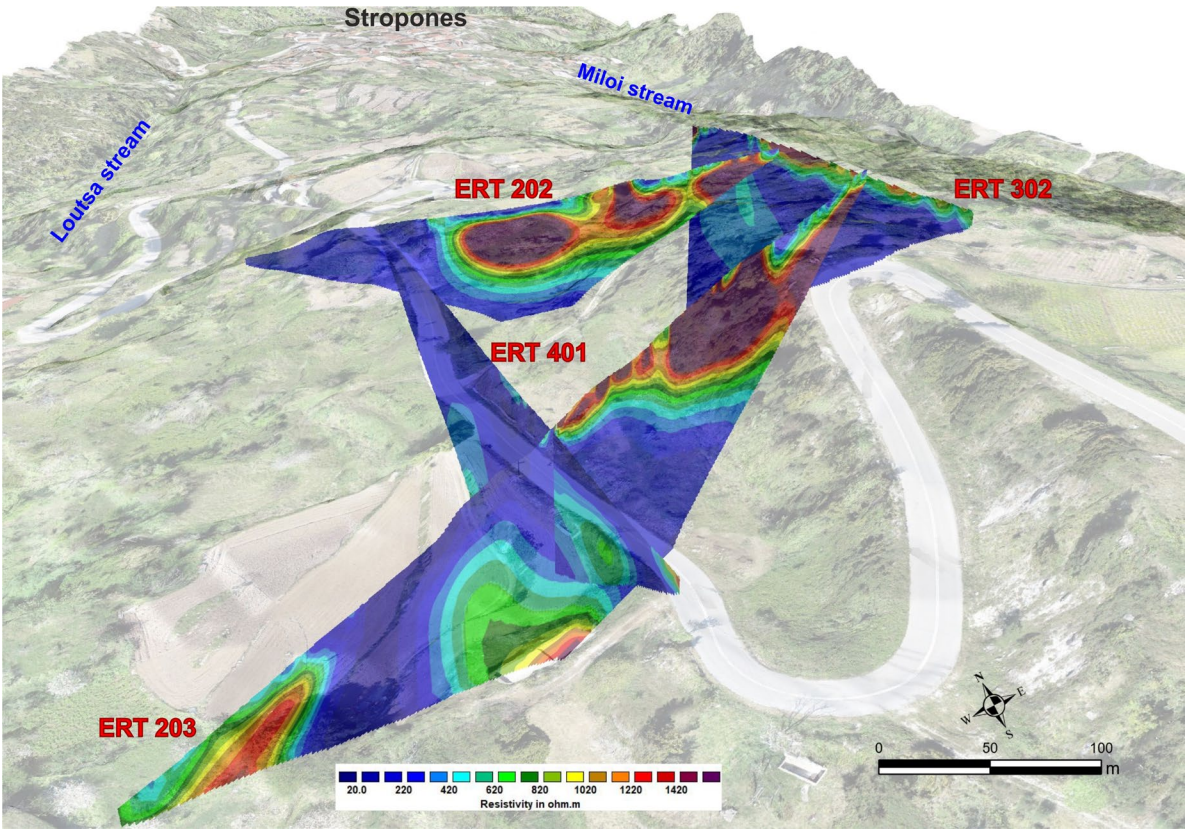 Stropones
Miloi stream
Loutsa stream
ERT 202
ERT 302
ERT 401
ERT 203
N
W E
S
0 50 100
m
20.0 220 420 620 820 1020 1220 1420
Resistivity in ohm.m